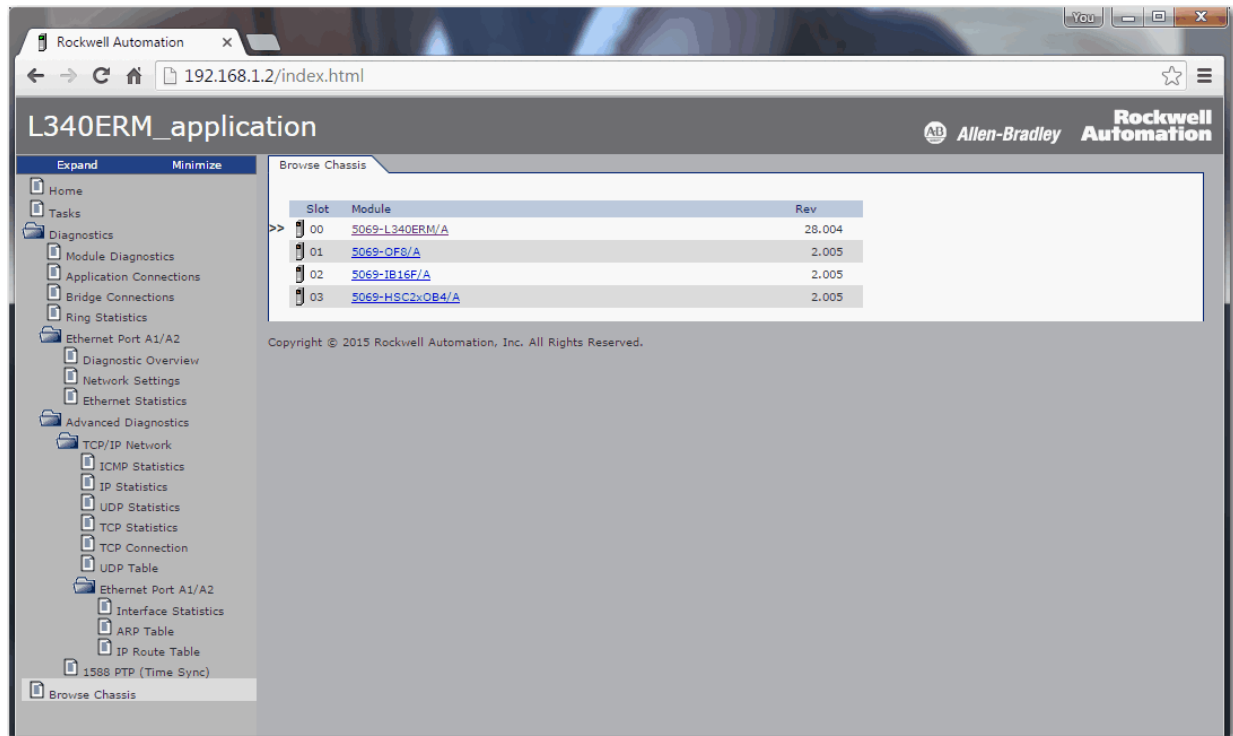 You
Rockwell Automation
192.168.1.2/index.html
L340ERM_application
AB Allen-Bradley
Rockwell
Automation
Expand Minimize
Browse Chassis
Home
Tasks
Diagnostics
Module Diagnostics
Application Connections
Bridge Connections
Ring Statistics
Ethernet Port A1/A2
Diagnostic Overview
Network Settings
Ethernet Statistics
Advanced Diagnostics
TCP/IP Network
ICMP Statistics
IP Statistics
UDP Statistics
TCP Statistics
TCP Connection
UDP Table
Ethernet Port A1/A2
Interface Statistics
ARP Table
IP Route Table
1588 PTP (Time Sync)
Browse Chassis
Slot Module Rev
>> 00 5069-L340ERM/A 28.004
01 5069-OF8/A 2.005
02 5069-IB16F/A 2.005
03 5069-HSC2xOB4/A 2.005
Copyright © 2015 Rockwell Automation, Inc. All Rights Reserved.